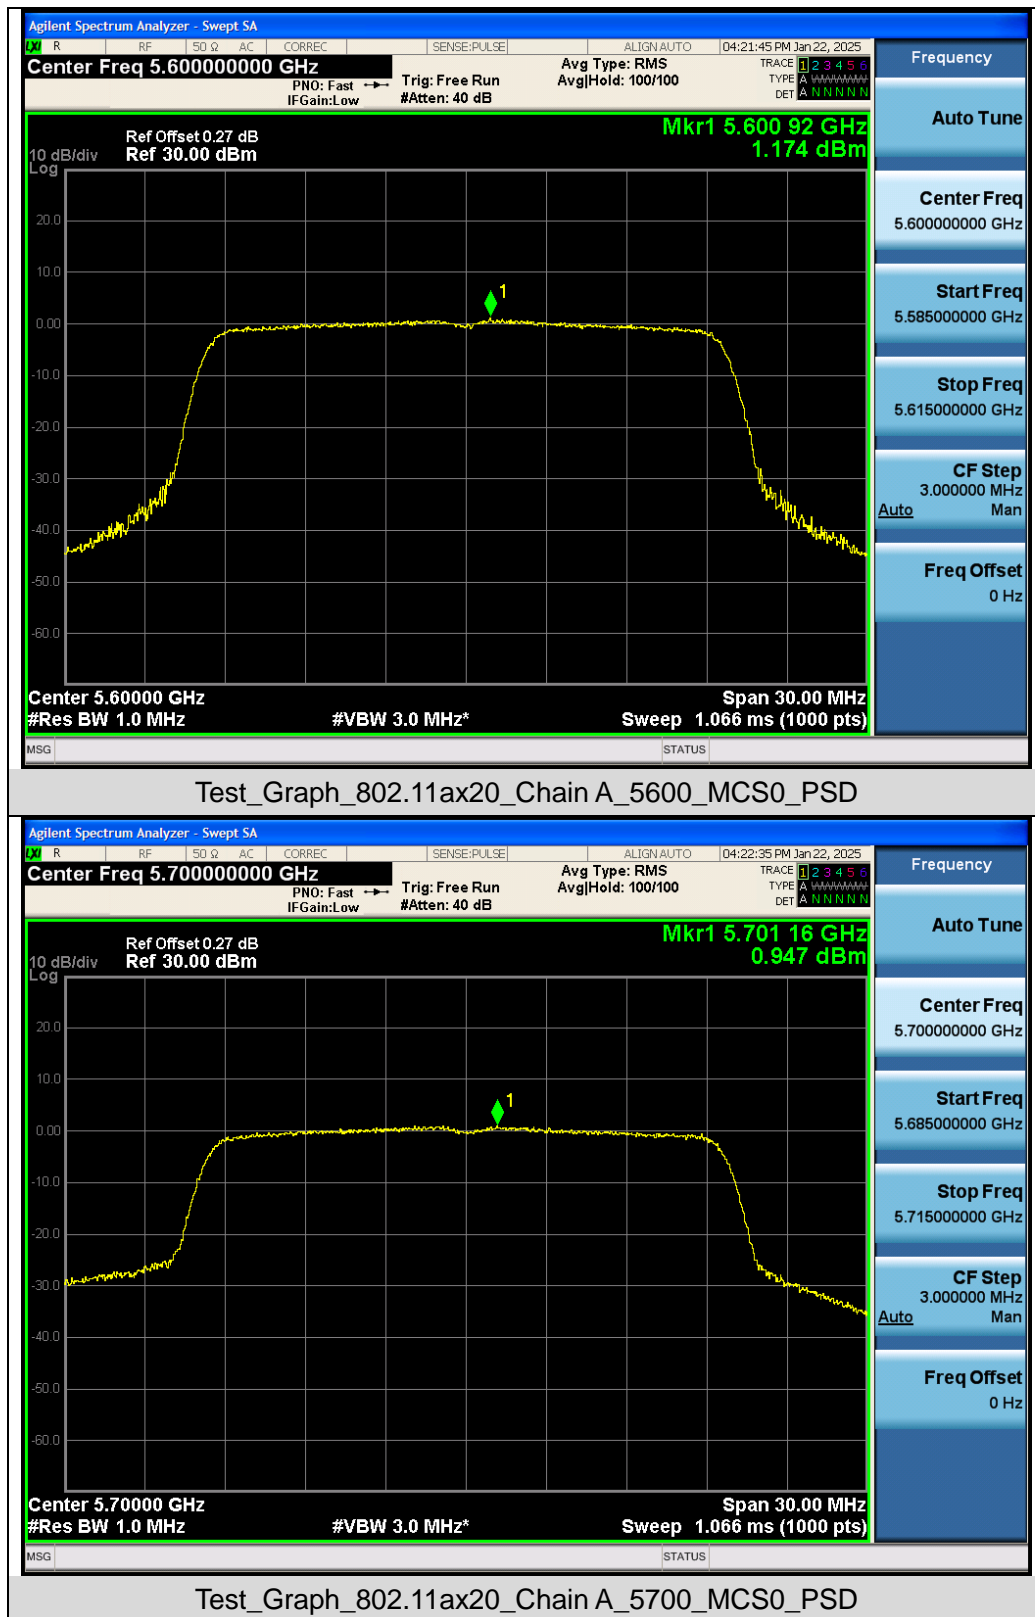 Agilent Spectrum Analyzer - Swept SA
LXI R RF 50 Ω AC CORREC SENSE:PULSE ALIGN AUTO 04:21:45 PM Jan 22, 2025
Center Freq 5.600000000 GHz
PNO: Fast
IFGain:Low
Trig: Free Run
#Atten: 40 dB
Avg Type: RMS
Avg|Hold: 100/100
TRACE 1 2 3 4 5 6
TYPE A WWWWW
DET A N N N N N
Ref Offset 0.27 dB
Ref 30.00 dBm
10 dB/div
Log
Mkr1 5.600 92 GHz
1.174 dBm
1
20.0
10.0
0.00
-10.0
-20.0
-30.0
-40.0
-50.0
-60.0
Center 5.60000 GHz
Span 30.00 MHz
#Res BW 1.0 MHz
#VBW 3.0 MHz*
Sweep 1.066 ms (1000 pts)
MSG
STATUS
Frequency
Auto Tune
Center Freq
5.600000000 GHz
Start Freq
5.585000000 GHz
Stop Freq
5.615000000 GHz
CF Step
3.000000 MHz
Auto Man
Freq Offset
0 Hz
Test_Graph_802.11ax20_Chain A_5600_MCS0_PSD
Agilent Spectrum Analyzer - Swept SA
LXI R RF 50 Ω AC CORREC SENSE:PULSE ALIGN AUTO 04:22:35 PM Jan 22, 2025
Center Freq 5.700000000 GHz
PNO: Fast
IFGain:Low
Trig: Free Run
#Atten: 40 dB
Avg Type: RMS
Avg|Hold: 100/100
TRACE 1 2 3 4 5 6
TYPE A WWWWW
DET A N N N N N
Ref Offset 0.27 dB
Ref 30.00 dBm
10 dB/div
Log
Mkr1 5.701 16 GHz
0.947 dBm
1
20.0
10.0
0.00
-10.0
-20.0
-30.0
-40.0
-50.0
-60.0
Center 5.70000 GHz
Span 30.00 MHz
#Res BW 1.0 MHz
#VBW 3.0 MHz*
Sweep 1.066 ms (1000 pts)
MSG
STATUS
Frequency
Auto Tune
Center Freq
5.700000000 GHz
Start Freq
5.685000000 GHz
Stop Freq
5.715000000 GHz
CF Step
3.000000 MHz
Auto Man
Freq Offset
0 Hz
Test_Graph_802.11ax20_Chain A_5700_MCS0_PSD